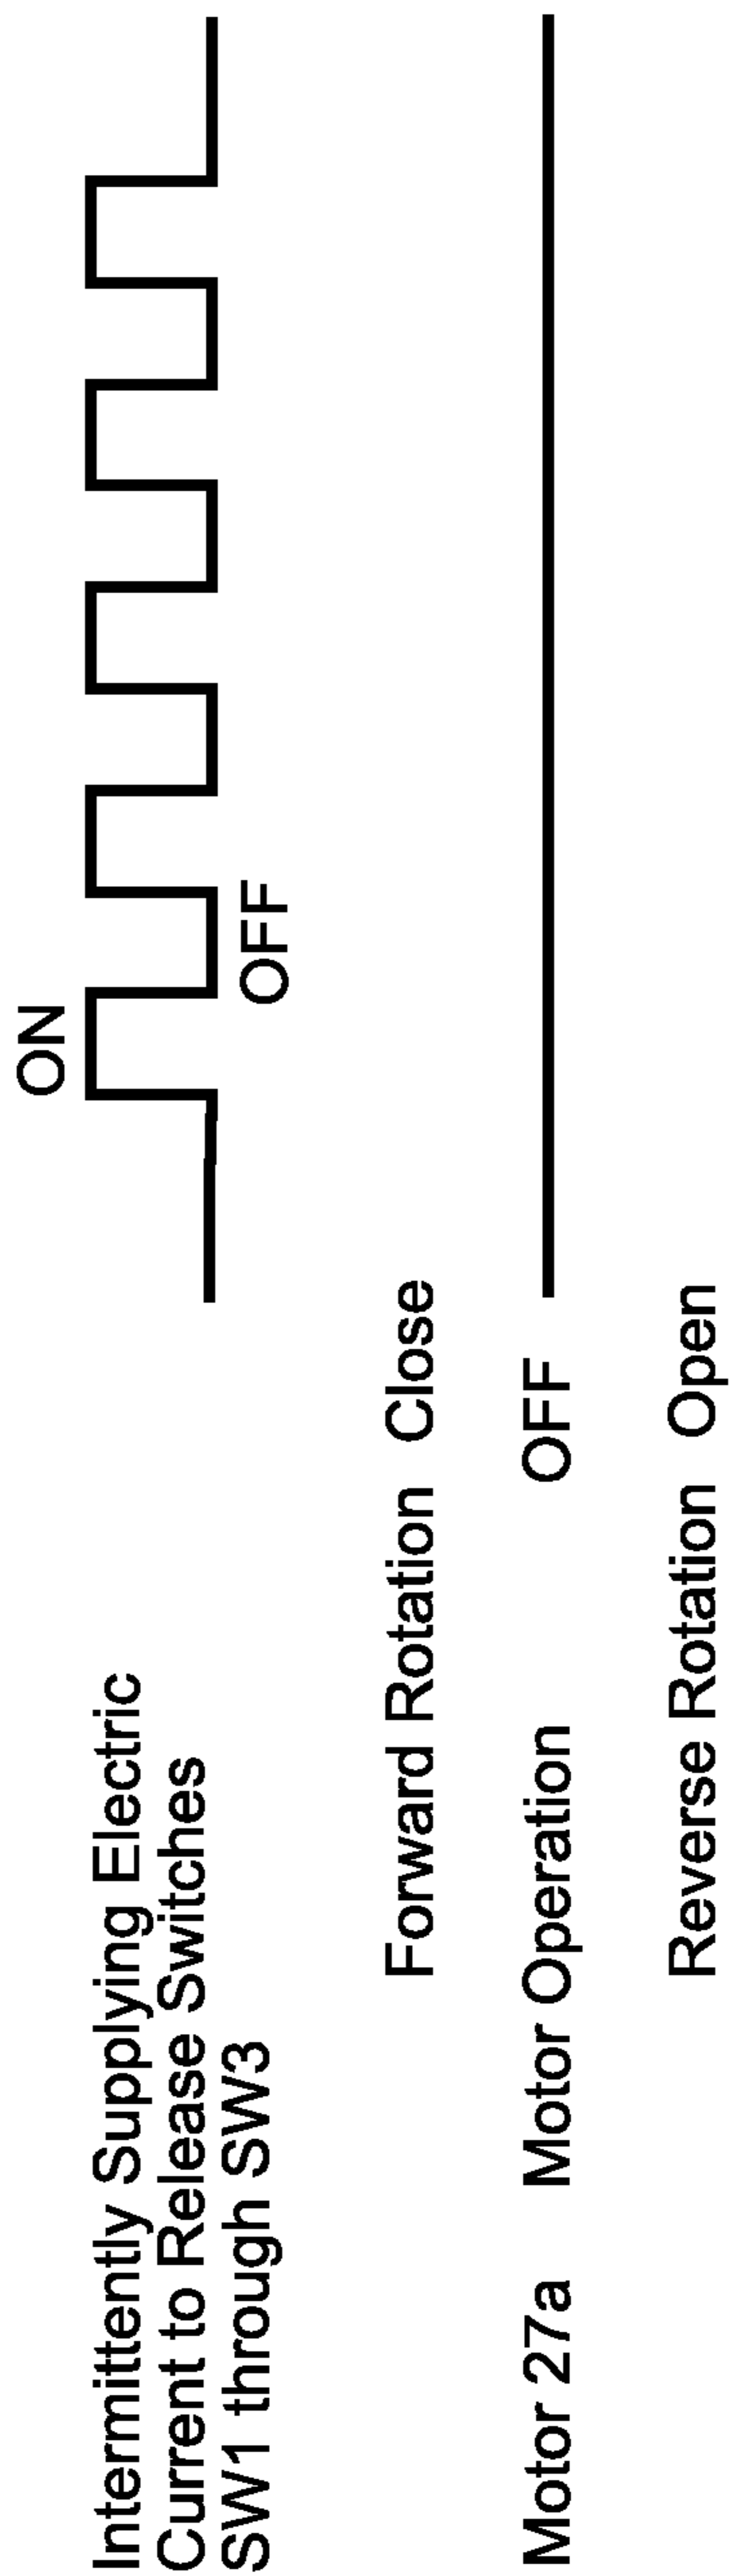 Intermittently Supplying Electric
Current to Release Switches
SW1 through SW3
ON
OFF
Forward Rotation Close
Motor 27a Motor Operation OFF
Reverse Rotation Open